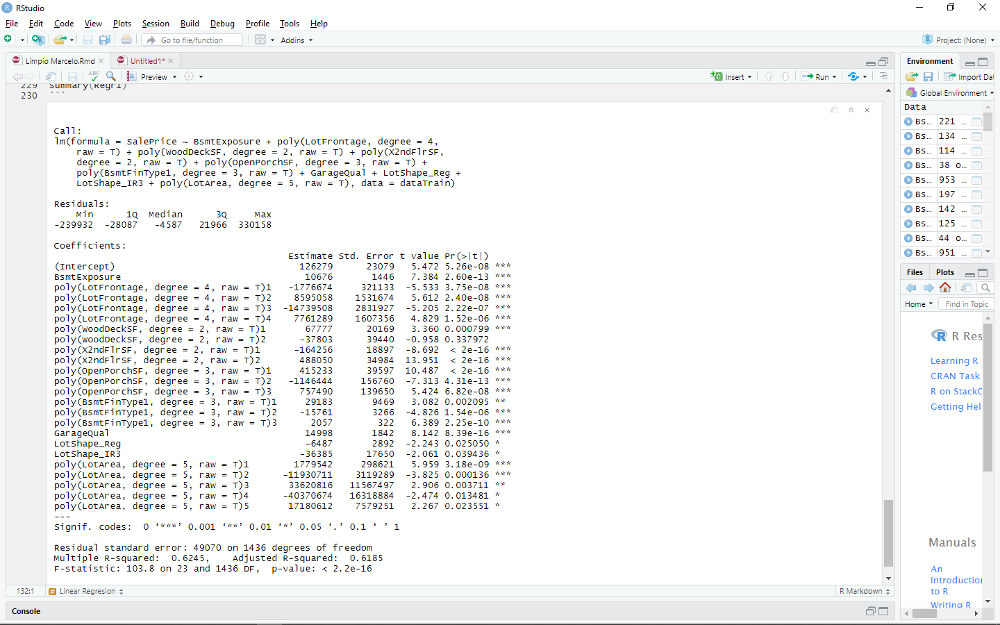 RStudio
File Edit Code View Plots Session Build Debug Profile Tools Help
Go to file/function Addins Project: (None)
Limpio Marcelo.Rmd Untitled1*
ABC Preview Insert Run
229 summary(Regr1)
230 ```
Call:
lm(formula = SalePrice ~ BsmtExposure + poly(LotFrontage, degree = 4,
raw = T) + poly(WoodDeckSF, degree = 2, raw = T) + poly(X2ndFlrSF,
degree = 2, raw = T) + poly(OpenPorchSF, degree = 3, raw = T) +
poly(BsmtFinType1, degree = 3, raw = T) + GarageQual + LotShape_Reg +
LotShape_IR3 + poly(LotArea, degree = 5, raw = T), data = dataTrain)
Residuals:
Min 1Q Median 3Q Max
-239932 -28087 -4587 21966 330158
Coefficients:
Estimate Std. Error t value Pr(>|t|)
(Intercept) 126279 23079 5.472 5.26e-08 ***
BsmtExposure 10676 1446 7.384 2.60e-13 ***
poly(LotFrontage, degree = 4, raw = T)1 -1776674 321133 -5.533 3.75e-08 ***
poly(LotFrontage, degree = 4, raw = T)2 8595058 1531674 5.612 2.40e-08 ***
poly(LotFrontage, degree = 4, raw = T)3 -14739508 2831927 -5.205 2.22e-07 ***
poly(LotFrontage, degree = 4, raw = T)4 7761289 1607356 4.829 1.52e-06 ***
poly(WoodDeckSF, degree = 2, raw = T)1 67777 20169 3.360 0.000799 ***
poly(WoodDeckSF, degree = 2, raw = T)2 -37803 39440 -0.958 0.337972
poly(X2ndFlrSF, degree = 2, raw = T)1 -164256 18897 -8.692 < 2e-16 ***
poly(X2ndFlrSF, degree = 2, raw = T)2 488050 34984 13.951 < 2e-16 ***
poly(OpenPorchSF, degree = 3, raw = T)1 415233 39597 10.487 < 2e-16 ***
poly(OpenPorchSF, degree = 3, raw = T)2 -1146444 156760 -7.313 4.31e-13 ***
poly(OpenPorchSF, degree = 3, raw = T)3 757490 139650 5.424 6.82e-08 ***
poly(BsmtFinType1, degree = 3, raw = T)1 29183 9469 3.082 0.002095 **
poly(BsmtFinType1, degree = 3, raw = T)2 -15761 3266 -4.826 1.54e-06 ***
poly(BsmtFinType1, degree = 3, raw = T)3 2057 322 6.389 2.25e-10 ***
GarageQual 14998 1842 8.142 8.39e-16 ***
LotShape_Reg -6487 2892 -2.243 0.025050 *
LotShape_IR3 -36385 17650 -2.061 0.039436 *
poly(LotArea, degree = 5, raw = T)1 1779542 298621 5.959 3.18e-09 ***
poly(LotArea, degree = 5, raw = T)2 -11930711 3119289 -3.825 0.000136 ***
poly(LotArea, degree = 5, raw = T)3 33620816 11567497 2.906 0.003711 **
poly(LotArea, degree = 5, raw = T)4 -40370674 16318884 -2.474 0.013481 *
poly(LotArea, degree = 5, raw = T)5 17180612 7579251 2.267 0.023551 *
---
Signif. codes: 0 ‘***’ 0.001 ‘**’ 0.01 ‘*’ 0.05 ‘.’ 0.1 ‘ ’ 1
Residual standard error: 49070 on 1436 degrees of freedom
Multiple R-squared: 0.6245, Adjusted R-squared: 0.6185
F-statistic: 103.8 on 23 and 1436 DF, p-value: < 2.2e-16
132:1 # Linear Regresion R Markdown
Console
Environment
Import Dat
Global Environment
Data
Bs... 221 ...
Bs... 134 ...
Bs... 114 ...
Bs... 38 o...
Bs... 953 ...
Bs... 197 ...
Bs... 142 ...
Bs... 125 ...
Bs... 44 o...
Bs... 951 ...
Files Plots
Home Find in Topic
R Res
Learning R
CRAN Task
R on StackO
Getting Hel
Manuals
An
Introduction
to R
Writing R